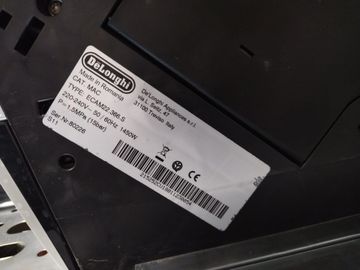 DeLonghi
Made in Romania
De'Longhi Appliances s.r.l.
via L. Seitz, 47
31100 Treviso Italy
CAT. MAC
TYPE: ECAM22.366.S
220-240V~ 50 / 60Hz 1450W
P=1,5MPa (15bar)
Ser Nr:80226
S11